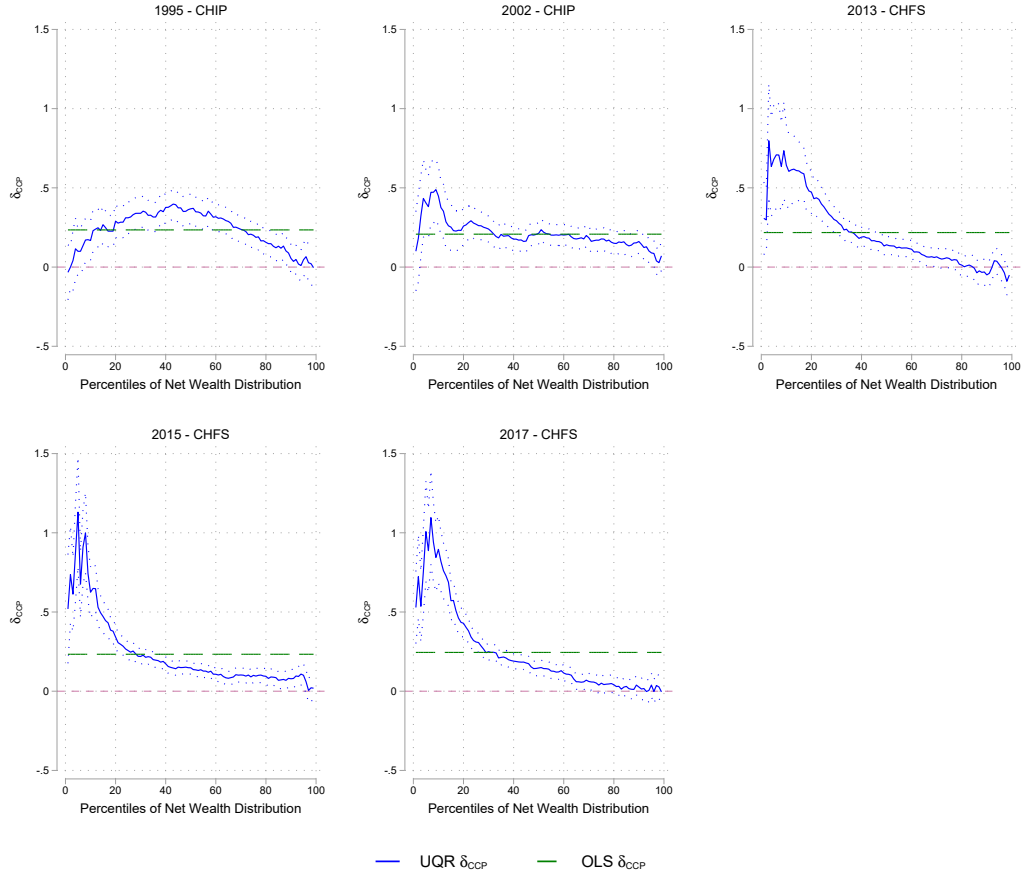 1995 - CHIP
2002 - CHIP
2013 - CHFS
1.5
1
.5
0
-.5
δCCP
0 20 40 60 80 100
Percentiles of Net Wealth Distribution
1.5
1
.5
0
-.5
δCCP
0 20 40 60 80 100
Percentiles of Net Wealth Distribution
1.5
1
.5
0
-.5
δCCP
0 20 40 60 80 100
Percentiles of Net Wealth Distribution
2015 - CHFS
2017 - CHFS
1.5
1
.5
0
-.5
δCCP
0 20 40 60 80 100
Percentiles of Net Wealth Distribution
1.5
1
.5
0
-.5
δCCP
0 20 40 60 80 100
Percentiles of Net Wealth Distribution
UQR δCCP
OLS δCCP